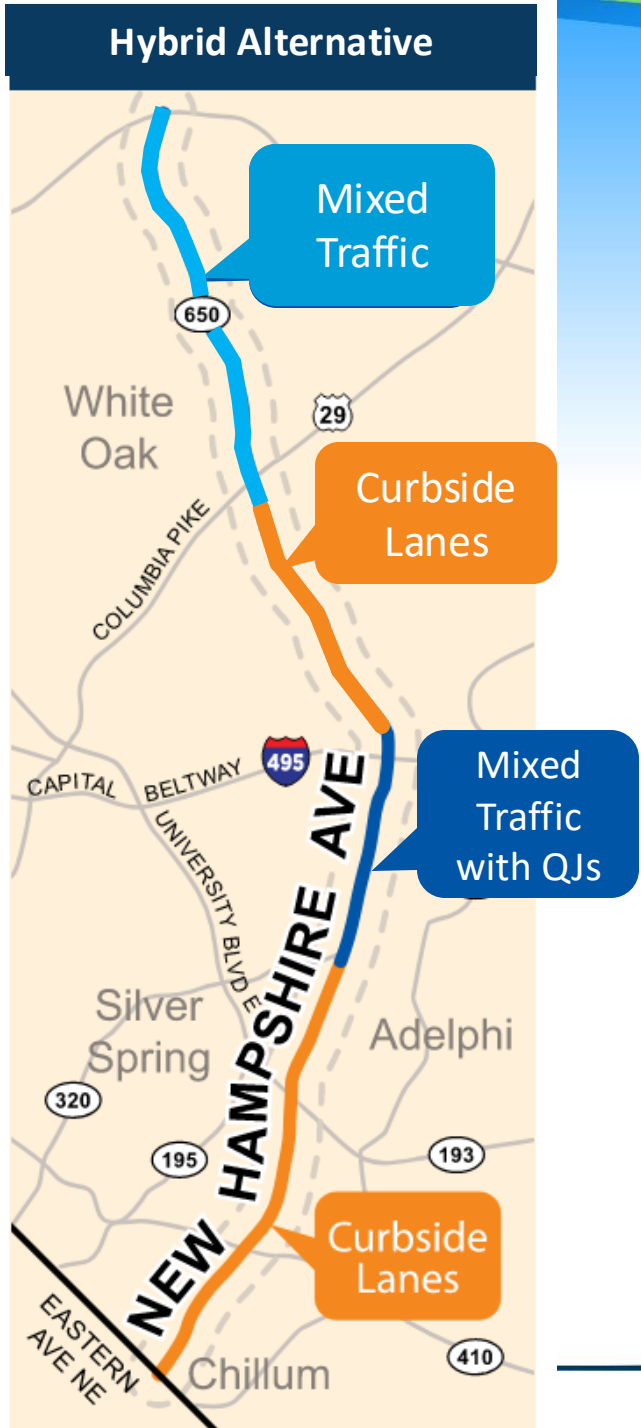 Hybrid Alternative
Mixed
Traffic
650
White
Oak
29
COLUMBIA PIKE
Curbside
Lanes
495
CAPITAL BELTWAY
UNIVERSITY BLVD E
NEW HAMPSHIRE AVE
Mixed
Traffic
with QJs
Silver
Spring
Adelphi
320
195
193
Curbside
Lanes
EASTERN
AVE NE
Chillum
410